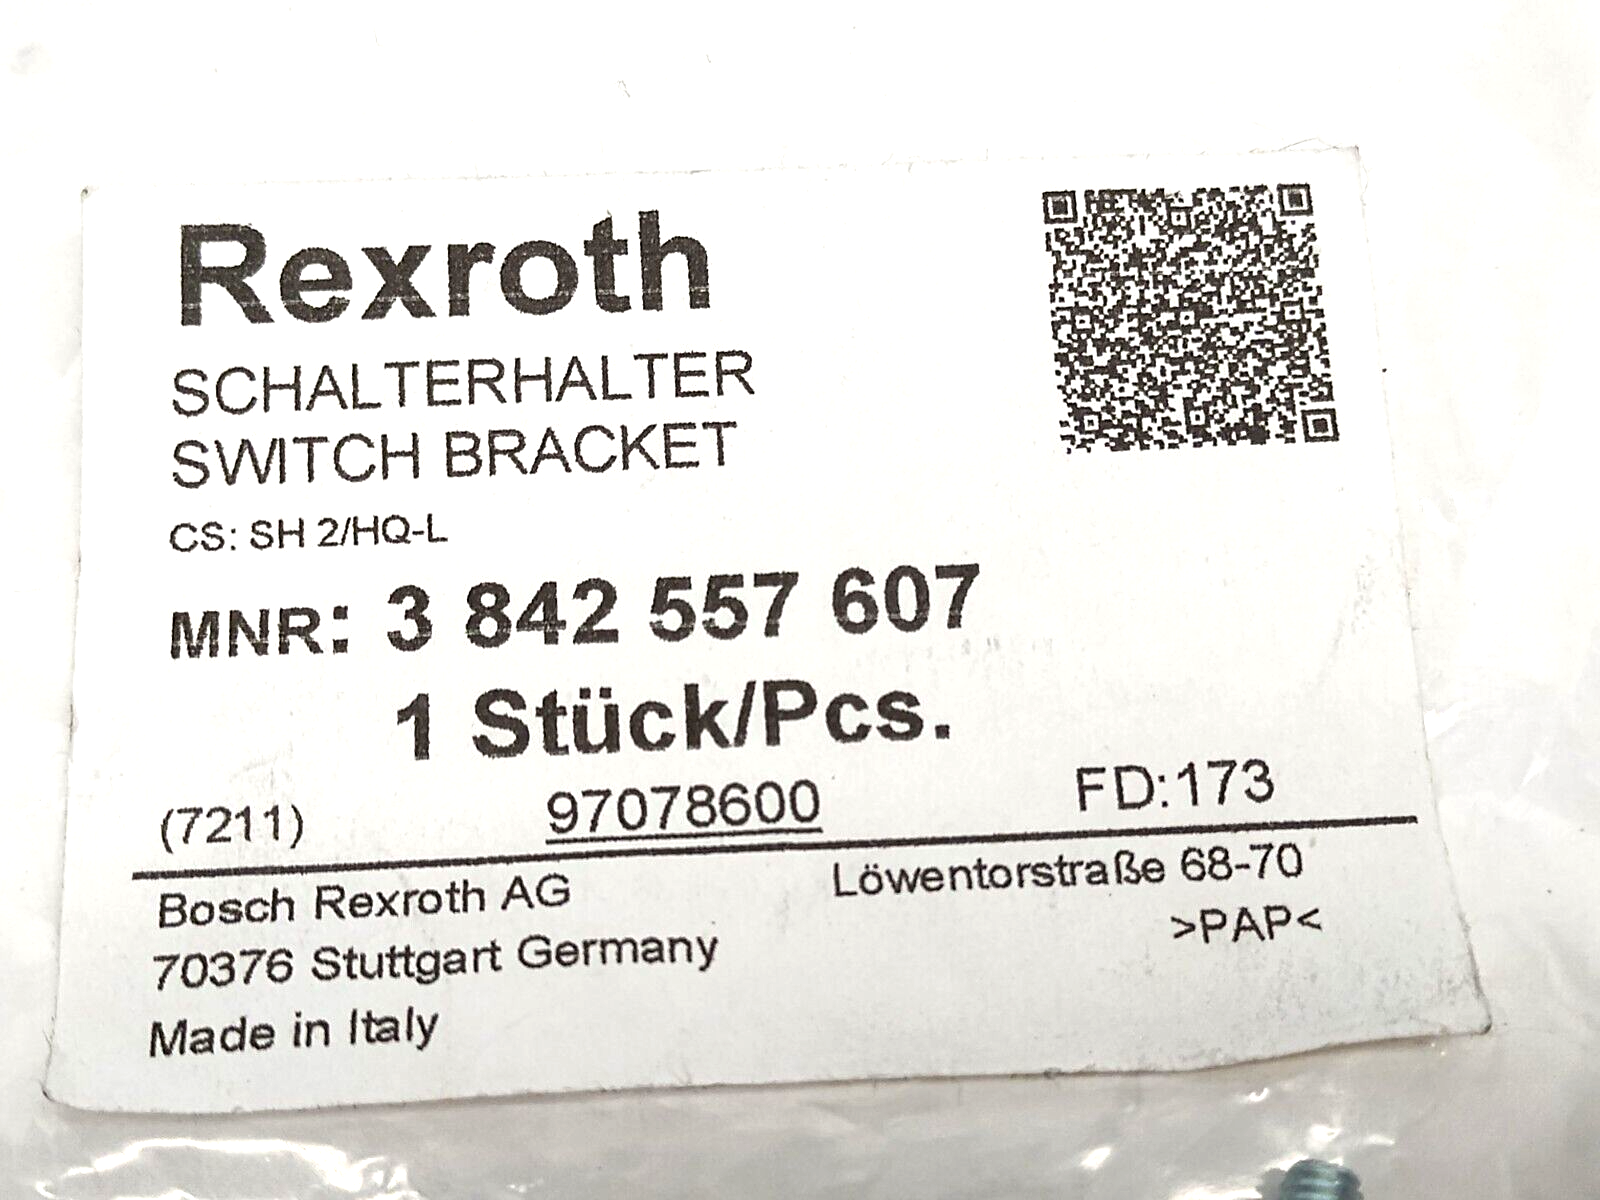 Rexroth
SCHALTERHALTER
SWITCH BRACKET
CS: SH 2/HQ-L
MNR: 3 842 557 607
1 Stück/Pcs.
(7211) 97078600 FD:173
Bosch Rexroth AG Löwentorstraße 68-70
70376 Stuttgart Germany >PAP<
Made in Italy